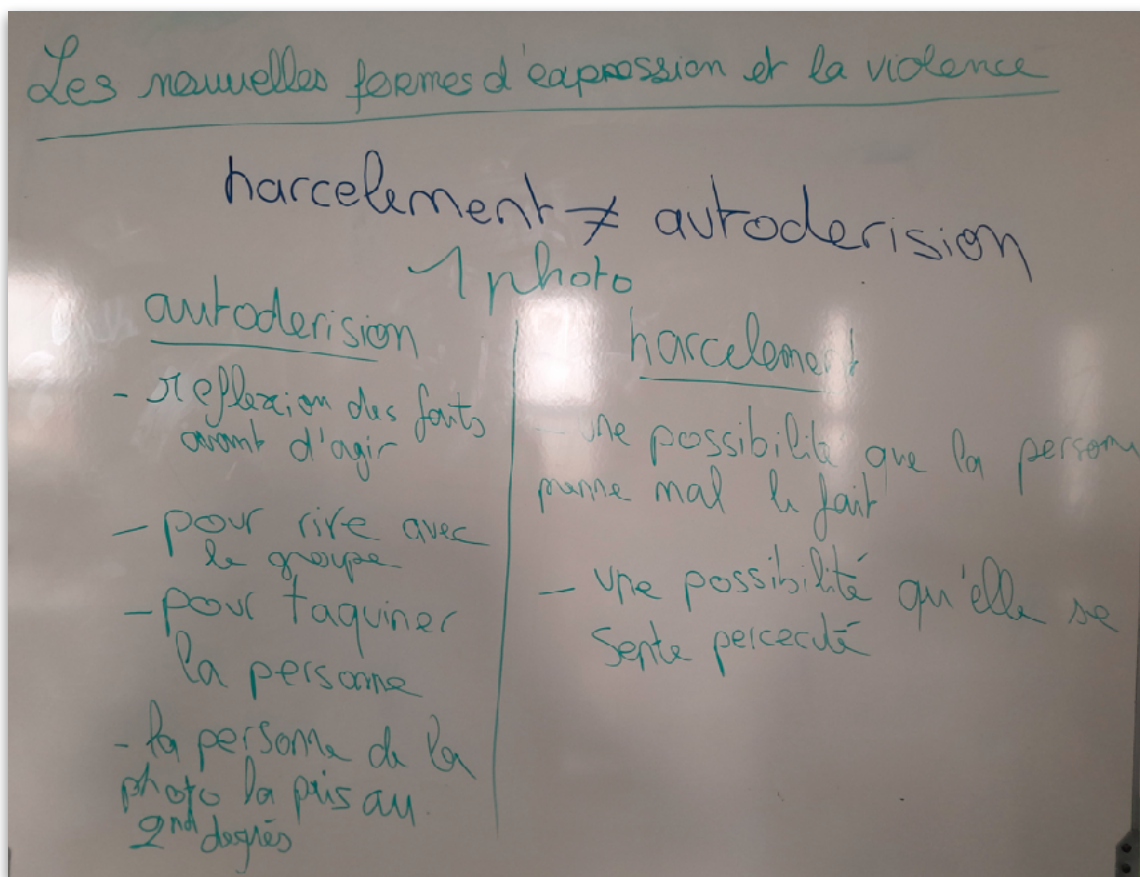 Les nouvelles formes d'expression et la violence
harcelement ≠ autoderision
1 photo
autoderision
- reflexion des faits
avant d'agir
- pour rire avec
le groupe
- pour taquiner
la personne
- la personne de la
photo la pris au
2nd degrés
harcelement
- une possibilité que la personne
prenne mal le fait
- une possibilité qu'elle se
sente percecuté